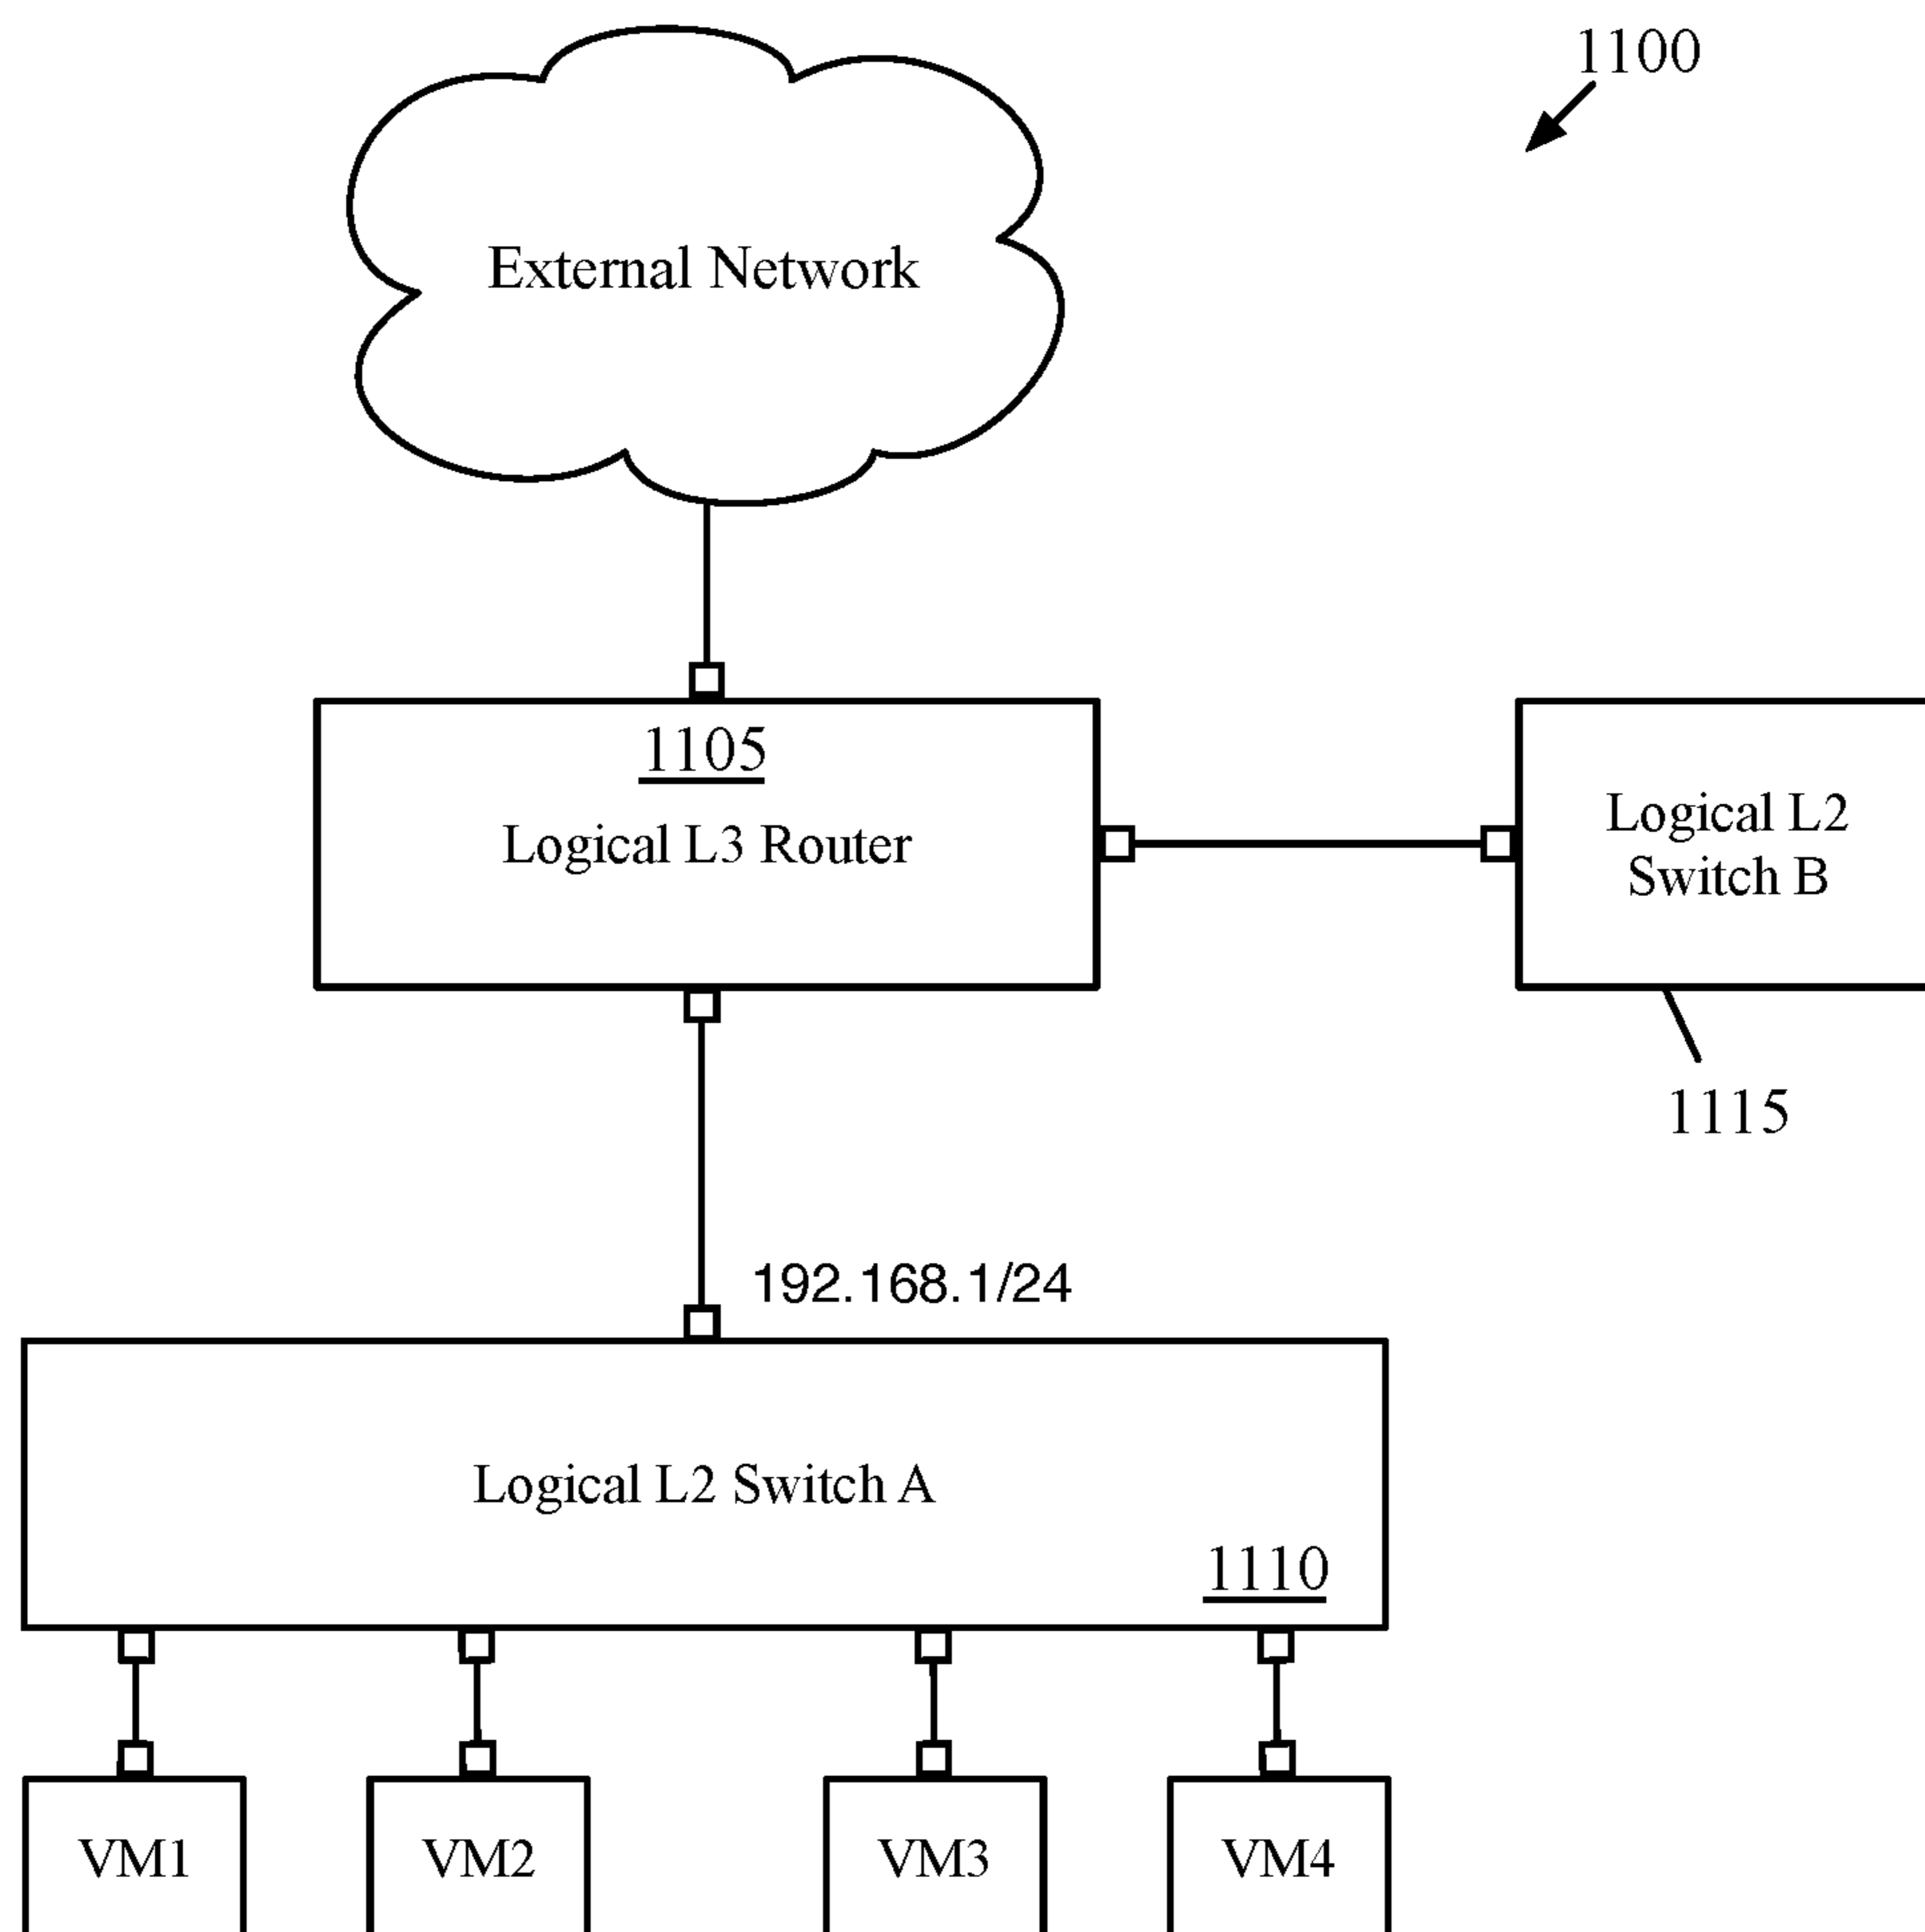 1100
External Network
1105
Logical L3 Router
Logical L2
Switch B
1115
192.168.1/24
Logical L2 Switch A
1110
VM1
VM2
VM3
VM4